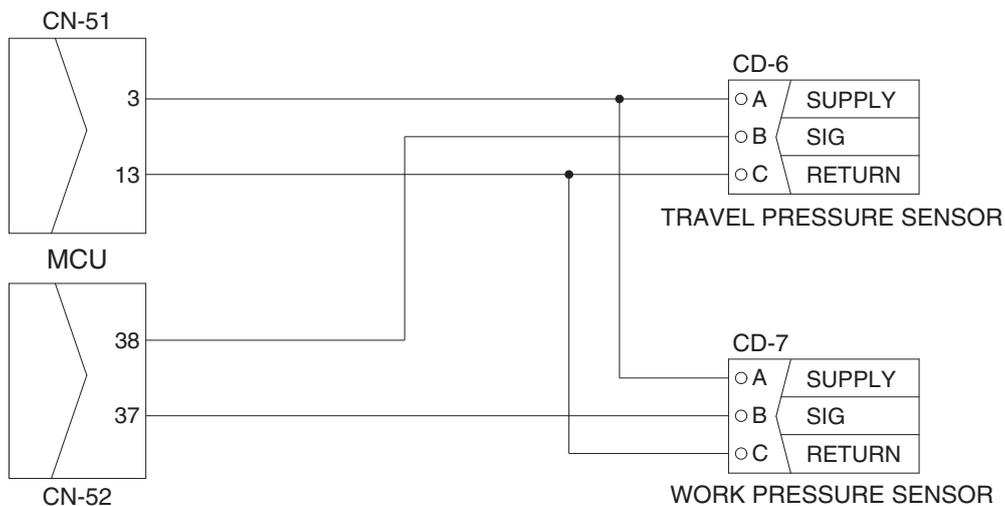 CN-51
3
13
MCU
38
37
CN-52
CD-6
A SUPPLY
B SIG
C RETURN
TRAVEL PRESSURE SENSOR
CD-7
A SUPPLY
B SIG
C RETURN
WORK PRESSURE SENSOR